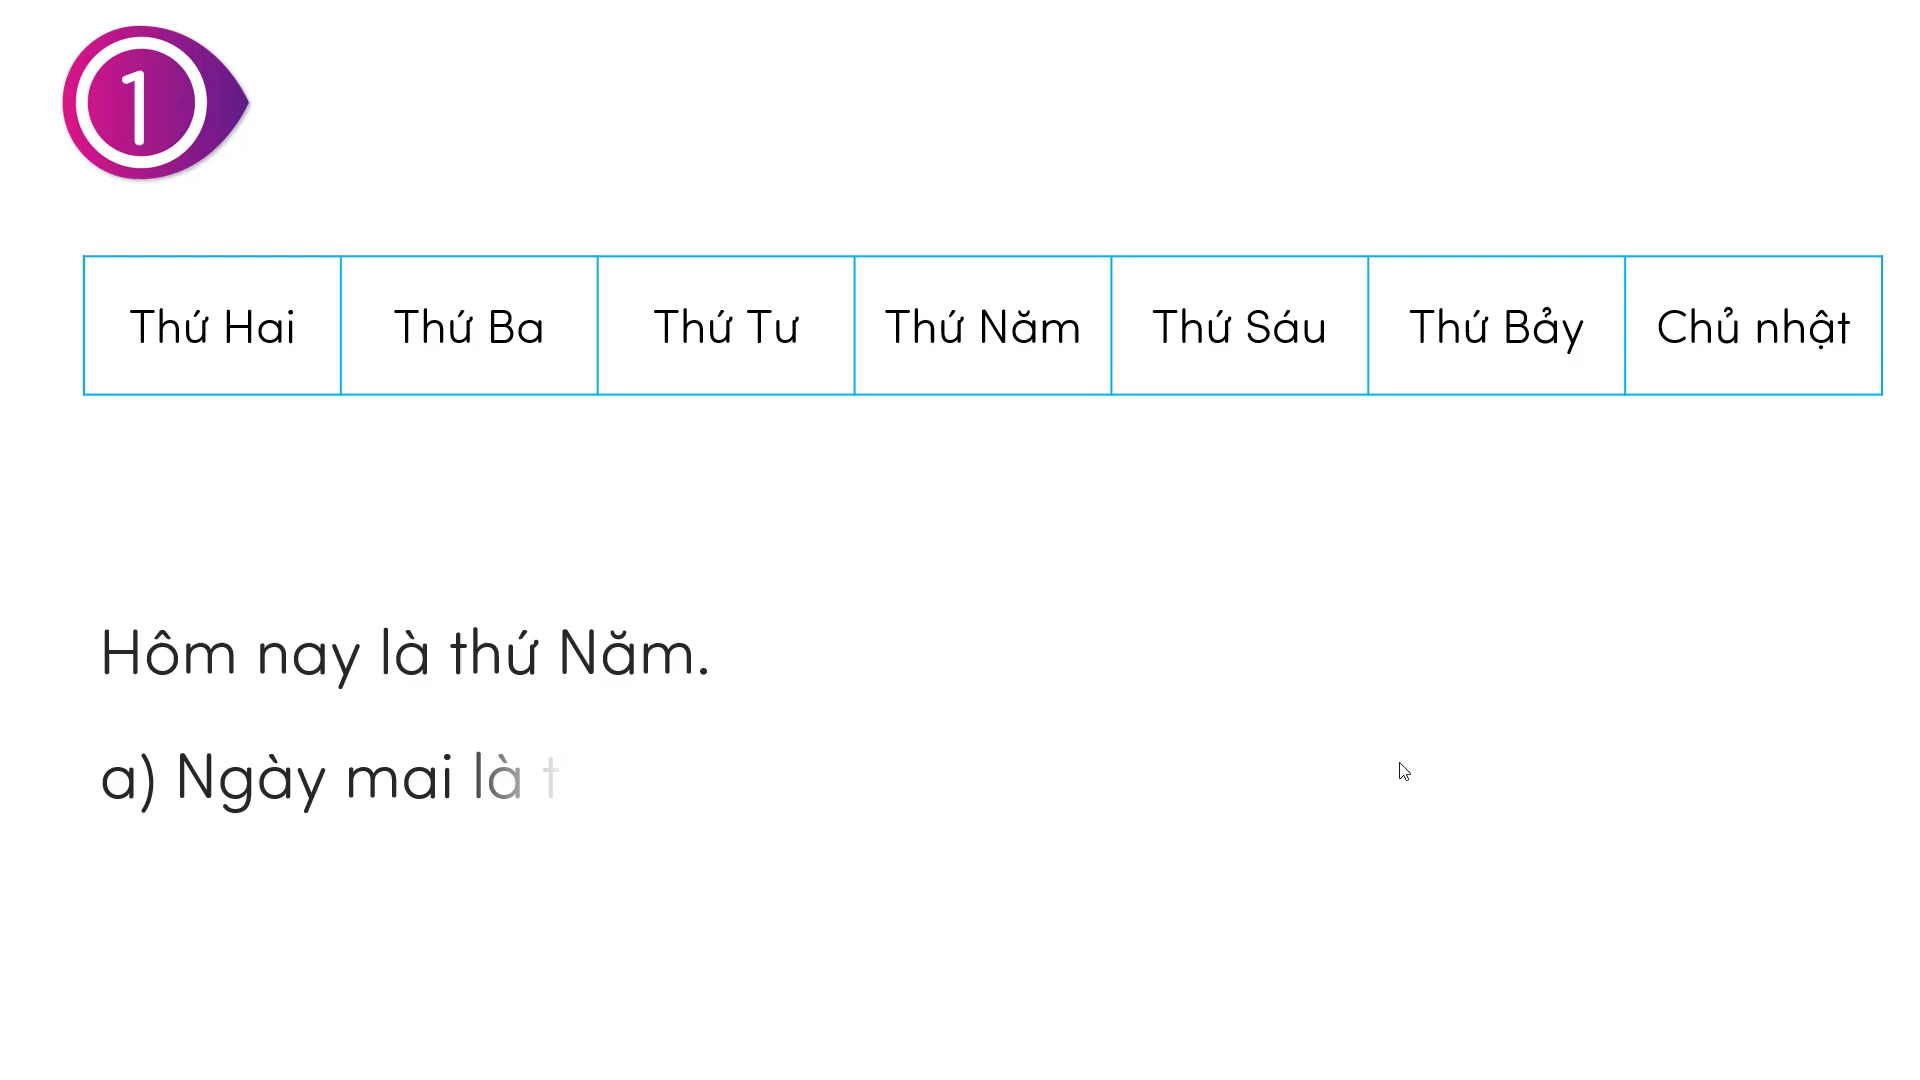 1
Thứ Hai Thứ Ba Thứ Tư Thứ Năm Thứ Sáu Thứ Bảy Chủ nhật
Hôm nay là thứ Năm.
a) Ngày mai là t